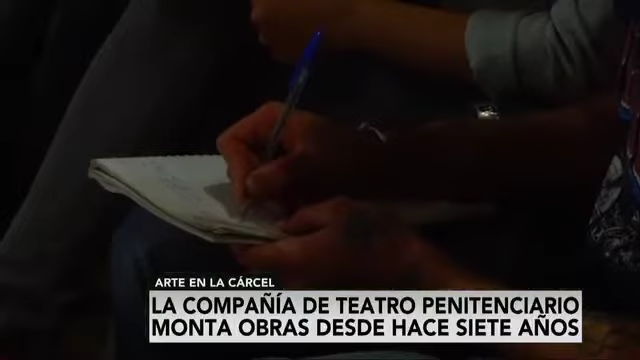 ARTE EN LA CÁRCEL
LA COMPAÑÍA DE TEATRO PENITENCIARIO
MONTA OBRAS DESDE HACE SIETE AÑOS